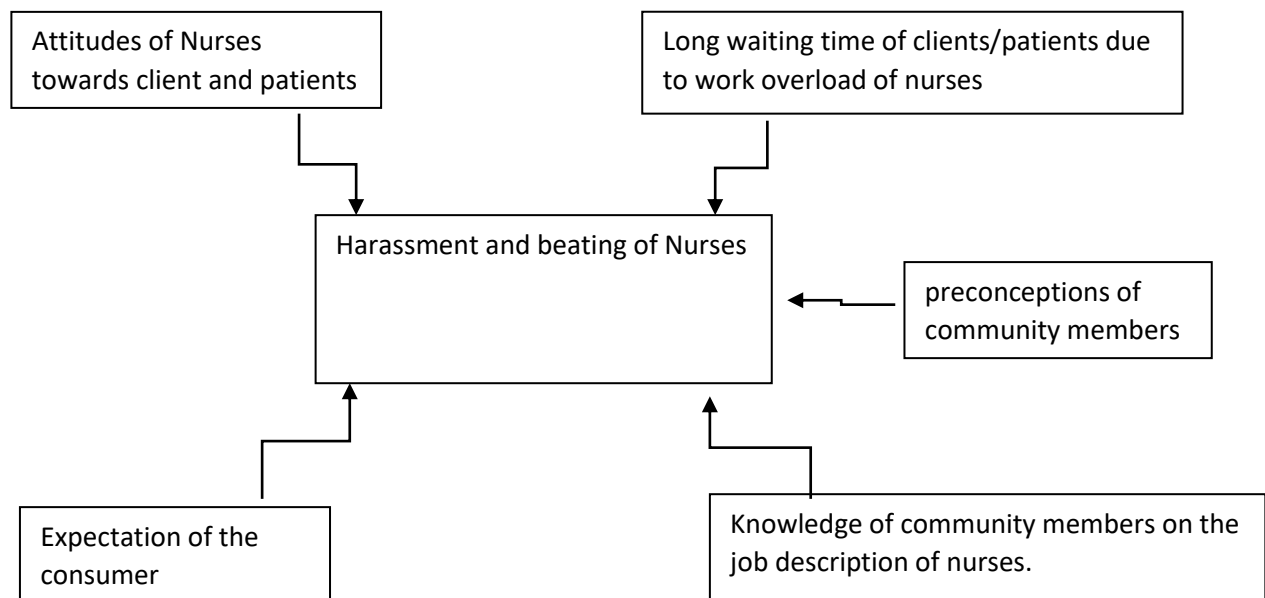 Attitudes of Nurses
towards client and patients
Long waiting time of clients/patients due
to work overload of nurses
Harassment and beating of Nurses
preconceptions of
community members
Expectation of the
consumer
Knowledge of community members on the
job description of nurses.